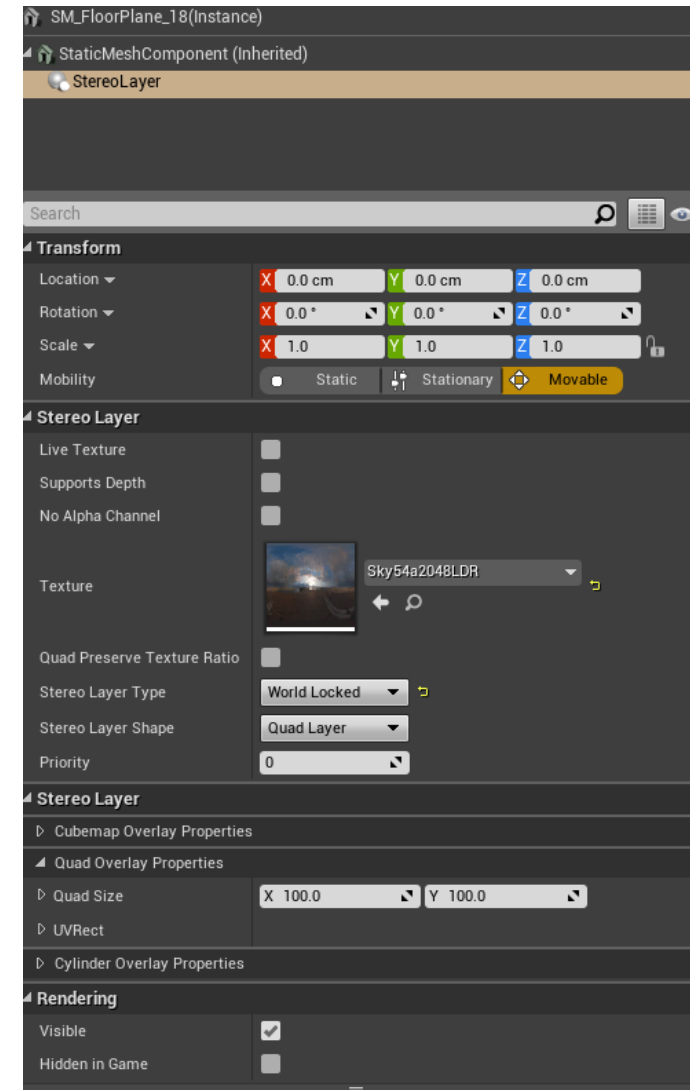 SM_FloorPlane_18(Instance)
StaticMeshComponent (Inherited)
StereoLayer
Search
Transform
Location X 0.0 cm Y 0.0 cm Z 0.0 cm
Rotation X 0.0 ° Y 0.0 ° Z 0.0 °
Scale X 1.0 Y 1.0 Z 1.0
Mobility Static Stationary Movable
Stereo Layer
Live Texture
Supports Depth
No Alpha Channel
Texture Sky54a2048LDR
Quad Preserve Texture Ratio
Stereo Layer Type World Locked
Stereo Layer Shape Quad Layer
Priority 0
Stereo Layer
Cubemap Overlay Properties
Quad Overlay Properties
Quad Size X 100.0 Y 100.0
UVRect
Cylinder Overlay Properties
Rendering
Visible
Hidden in Game